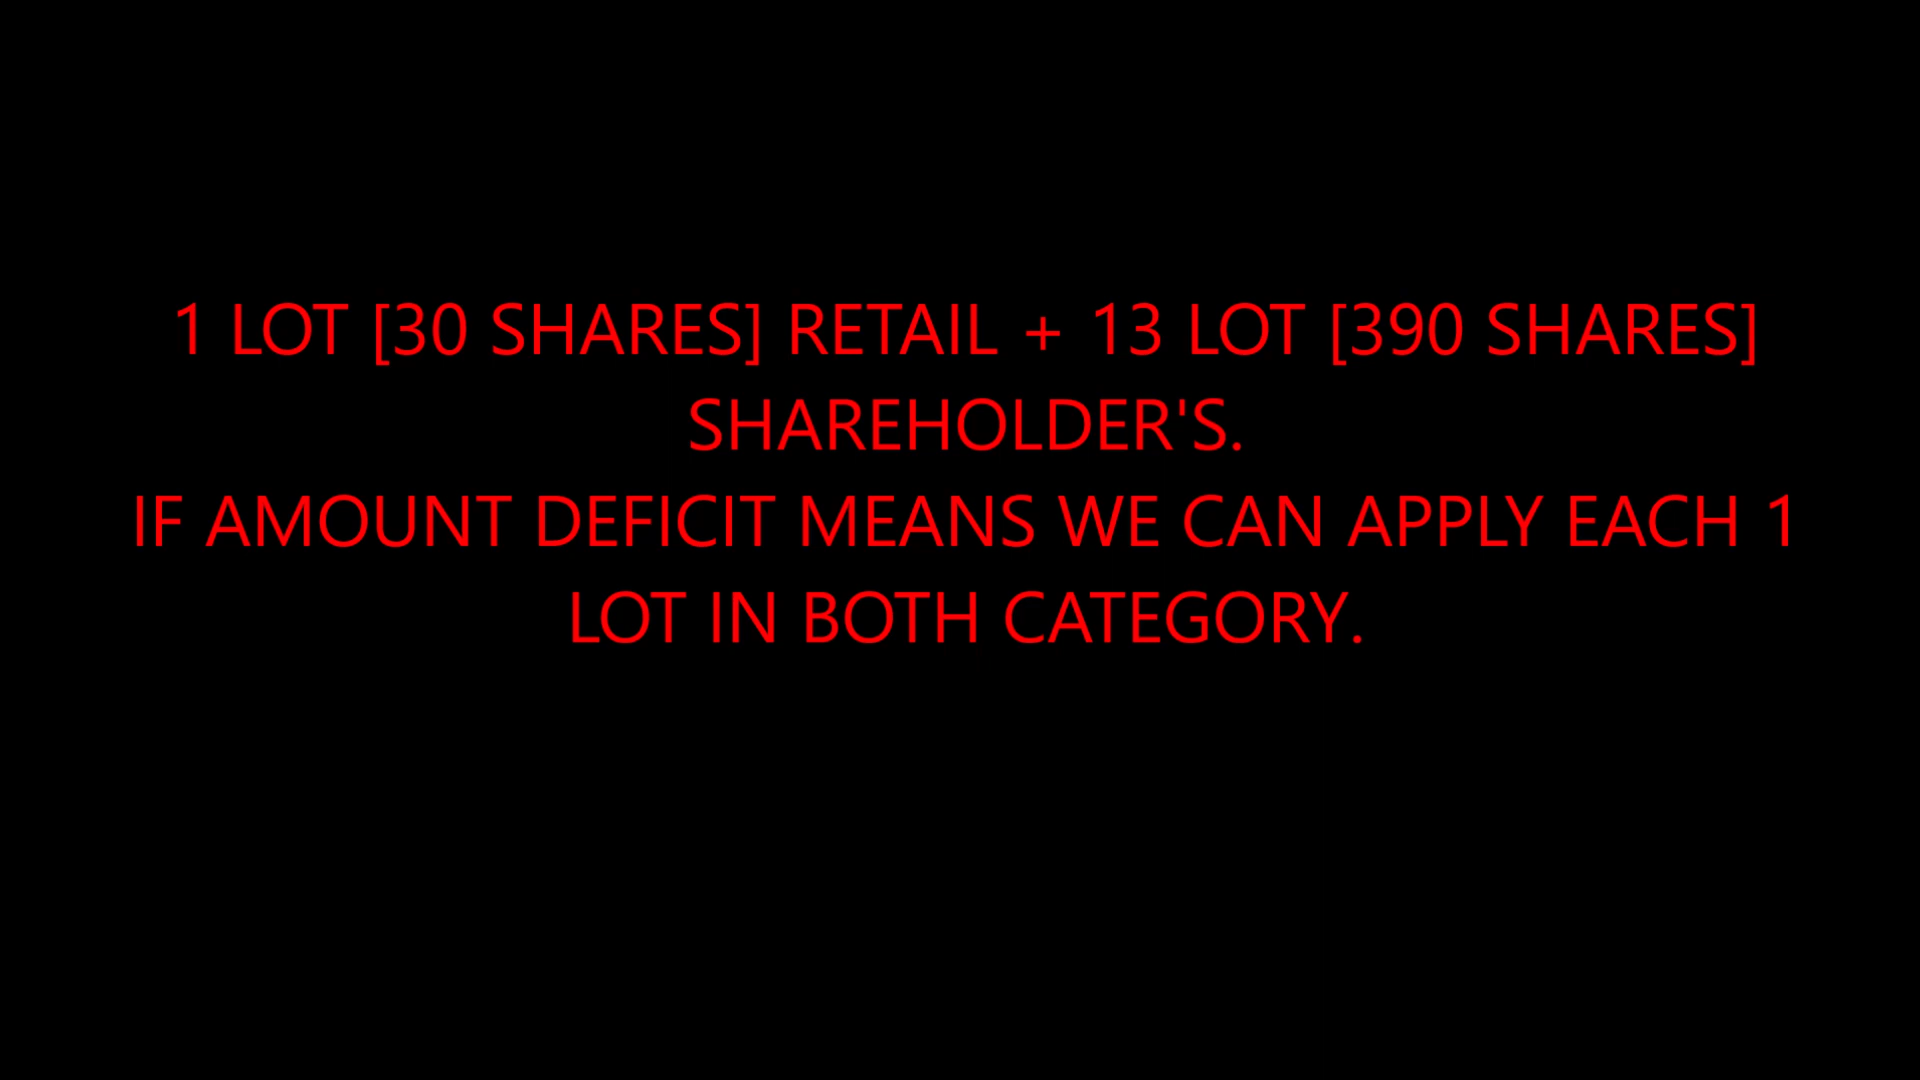 1 LOT [30 SHARES] RETAIL + 13 LOT [390 SHARES]
SHAREHOLDER'S.
IF AMOUNT DEFICIT MEANS WE CAN APPLY EACH 1
LOT IN BOTH CATEGORY.